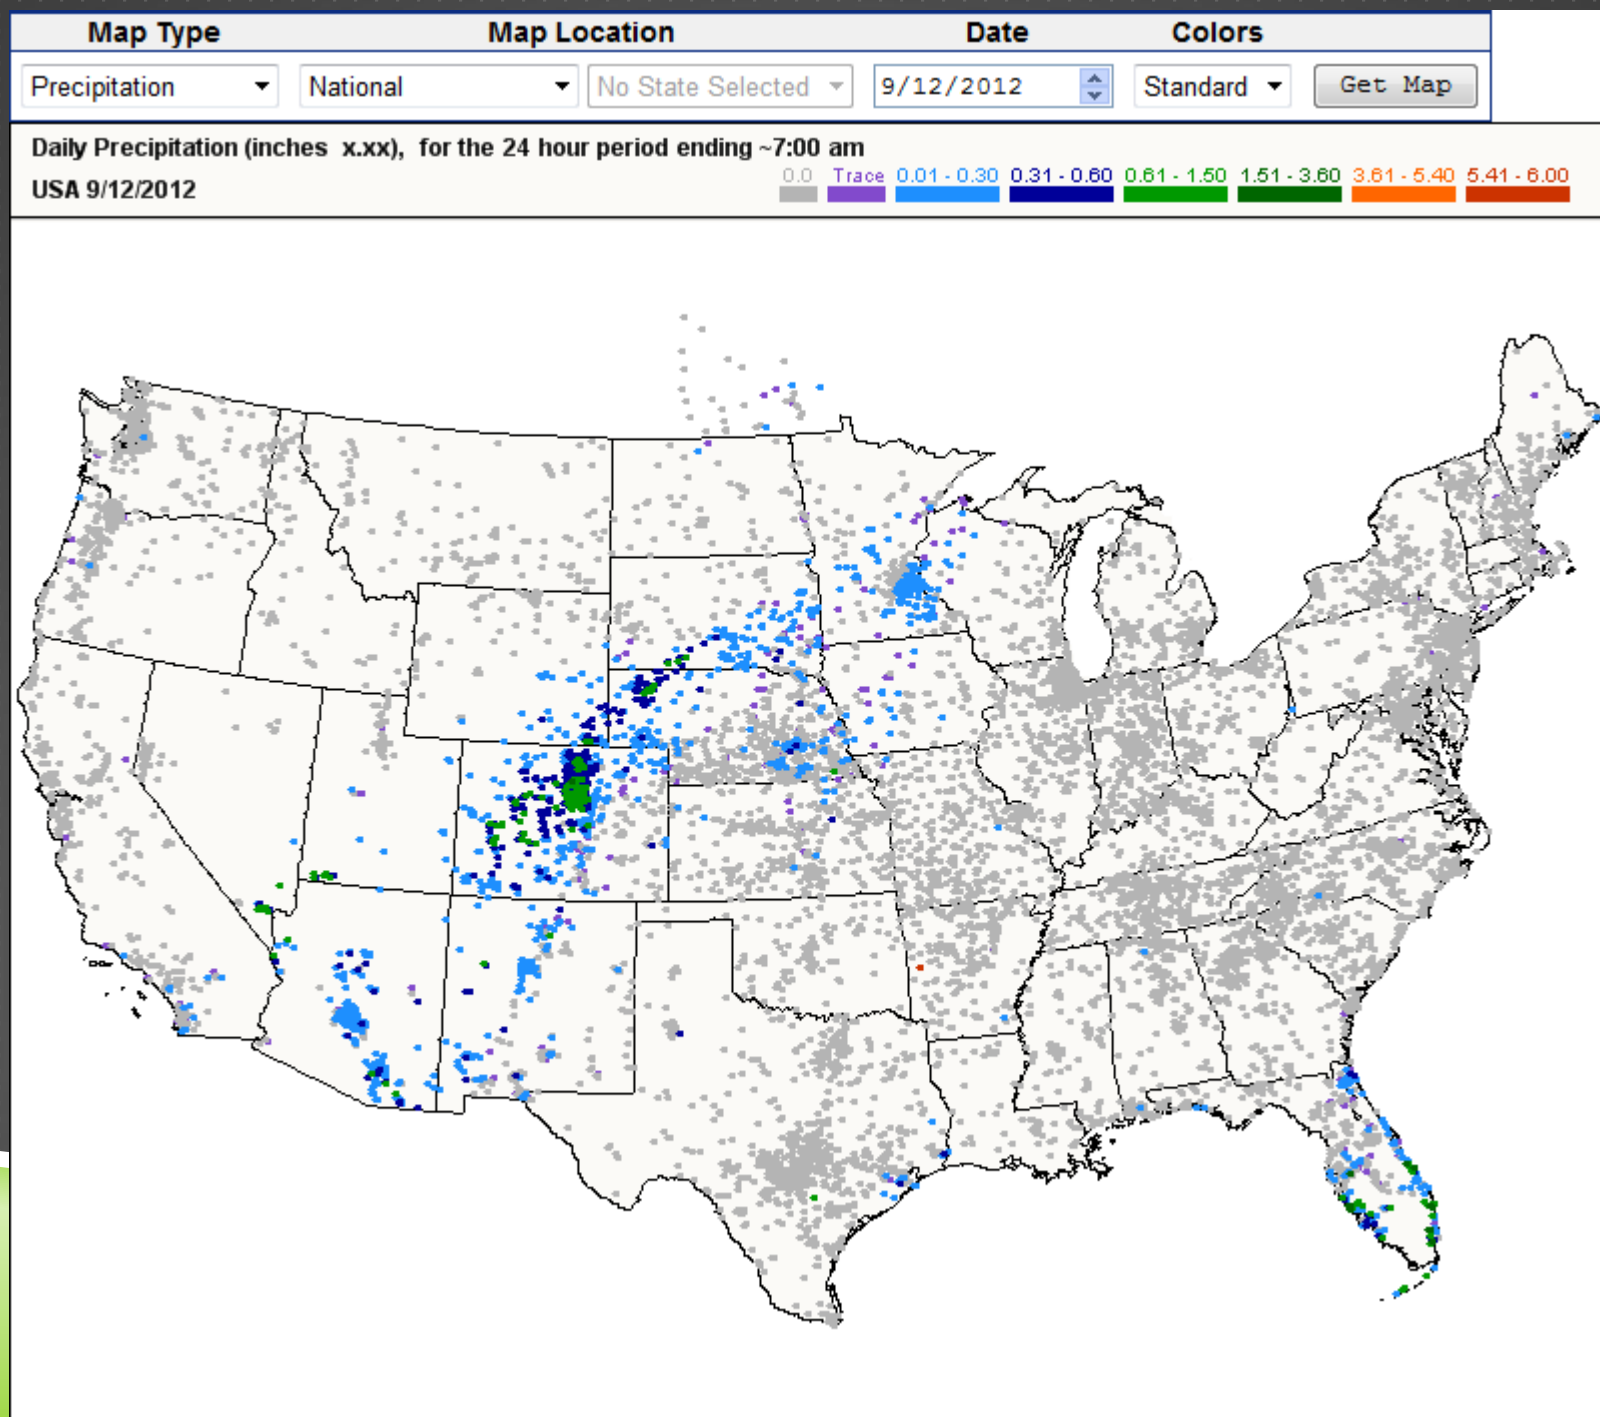 Map Type Map Location Date Colors
Precipitation National No State Selected 9/12/2012 Standard Get Map
Daily Precipitation (inches x.xx), for the 24 hour period ending ~7:00 am
0.0 Trace 0.01 - 0.30 0.31 - 0.60 0.61 - 1.50 1.51 - 3.60 3.61 - 5.40 5.41 - 6.00
USA 9/12/2012